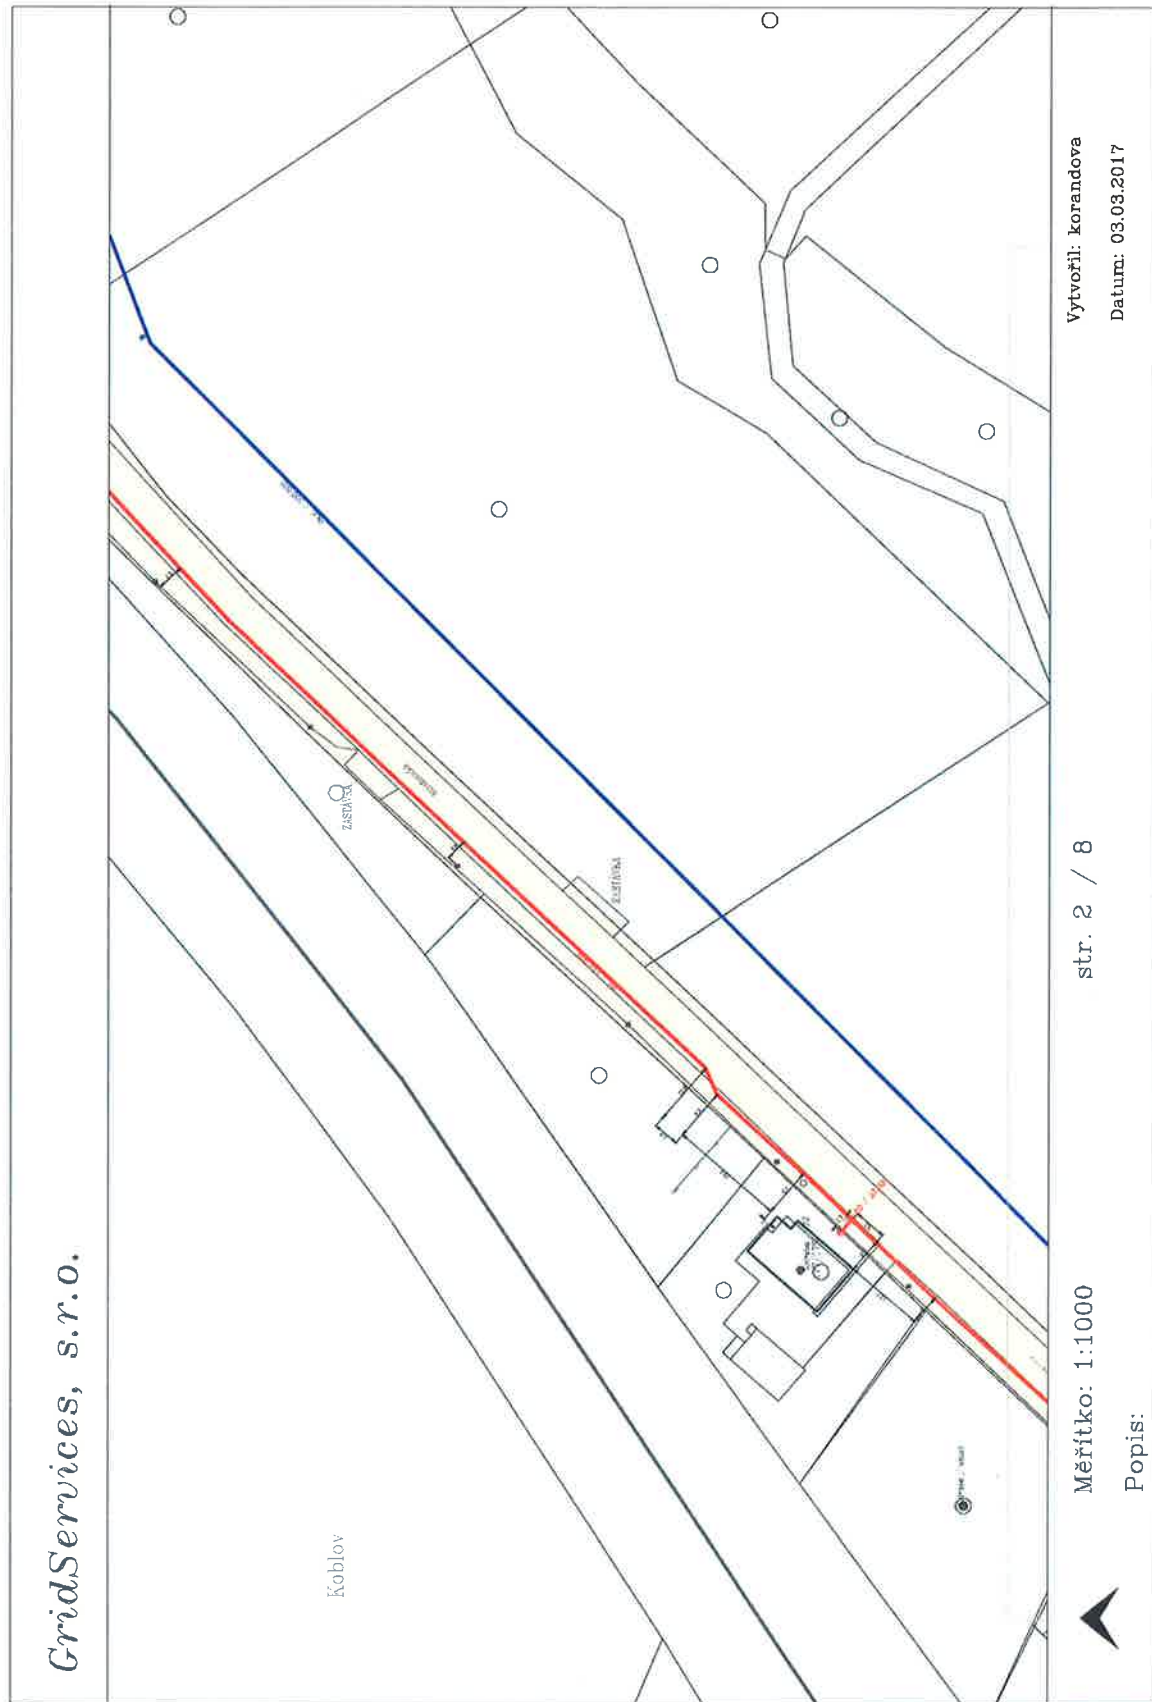 GridServices, s.r.o.
Koblov
ZASTÁVKA
ZASTÁVKA
Měřítko: 1:1000
str. 2 / 8
Vytvořil: korandova
Popis:
Datum: 03.03.2017